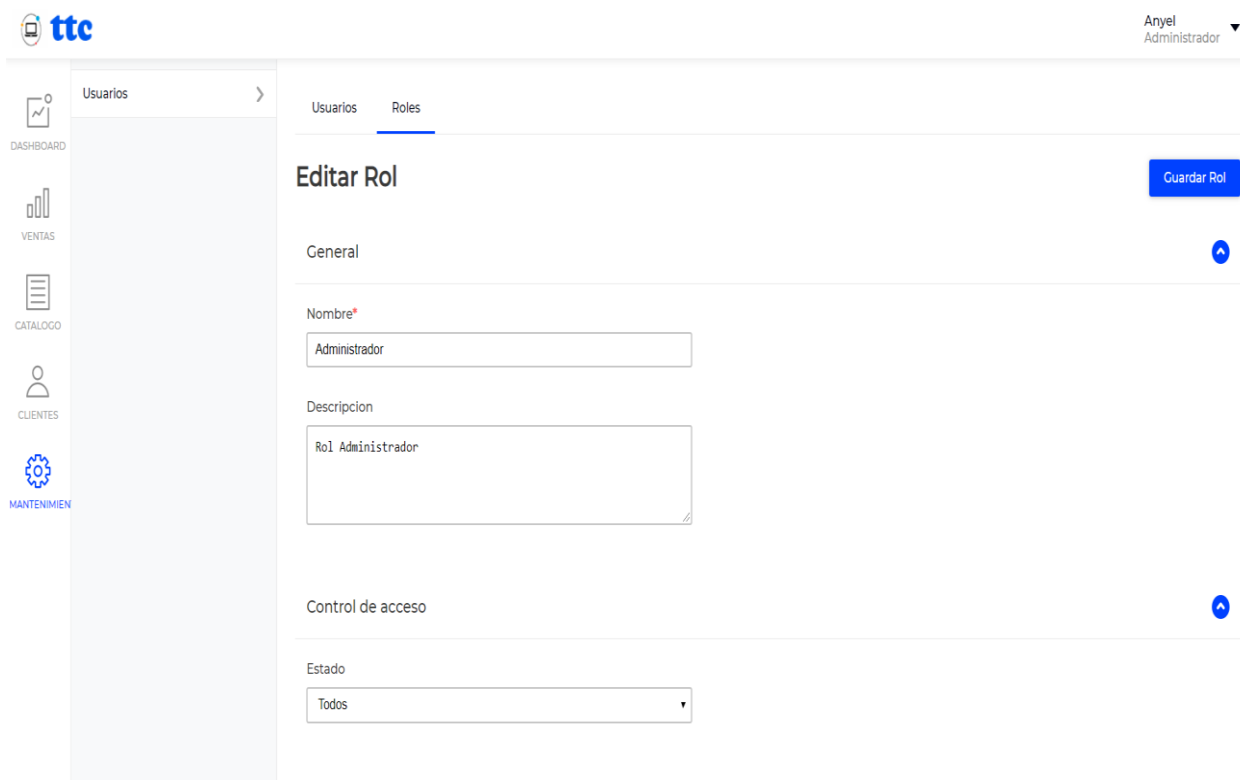 ttc
Anyel
Administrador
DASHBOARD
VENTAS
CATALOGO
CLIENTES
MANTENIMIEN
Usuarios
Usuarios Roles
Editar Rol
Guardar Rol
General
Nombre*
Administrador
Descripcion
Rol Administrador
Control de acceso
Estado
Todos